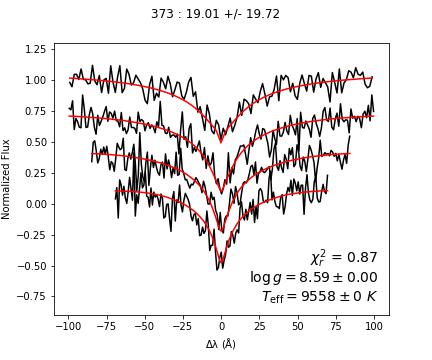 373 : 19.01 +/- 19.72
1.25
1.00
0.75
0.50
0.25
0.00
−0.25
−0.50
−0.75
Normalized Flux
χ²ᵣ = 0.87
log g = 8.59 ± 0.00
T_eff = 9558 ± 0 K
−100 −75 −50 −25 0 25 50 75 100
Δλ (Å)